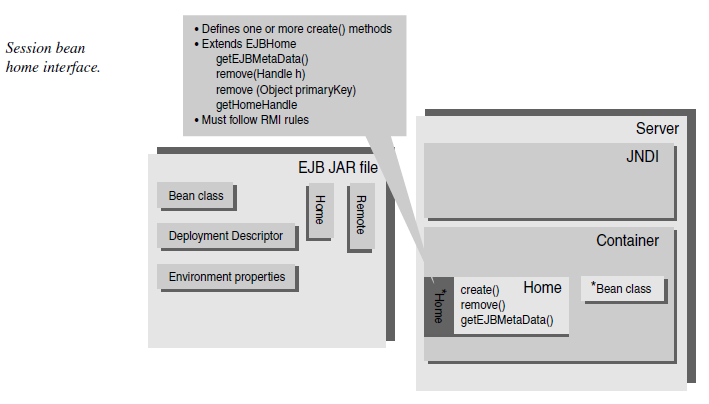 Session bean
home interface.
• Defines one or more create() methods
• Extends EJBHome
getEJBMetaData()
remove(Handle h)
remove (Object primaryKey)
getHomeHandle
• Must follow RMI rules
EJB JAR file
Bean class
Deployment Descriptor
Environment properties
Home
Remote
Server
JNDI
Container
*Home
create()
Home
remove()
getEJBMetaData()
*Bean class